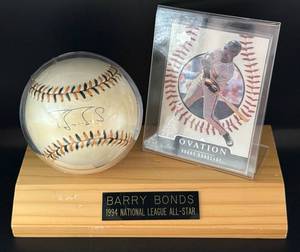 OVATION
BARRY BONDS
1994 NATIONAL LEAGUE ALL-STAR